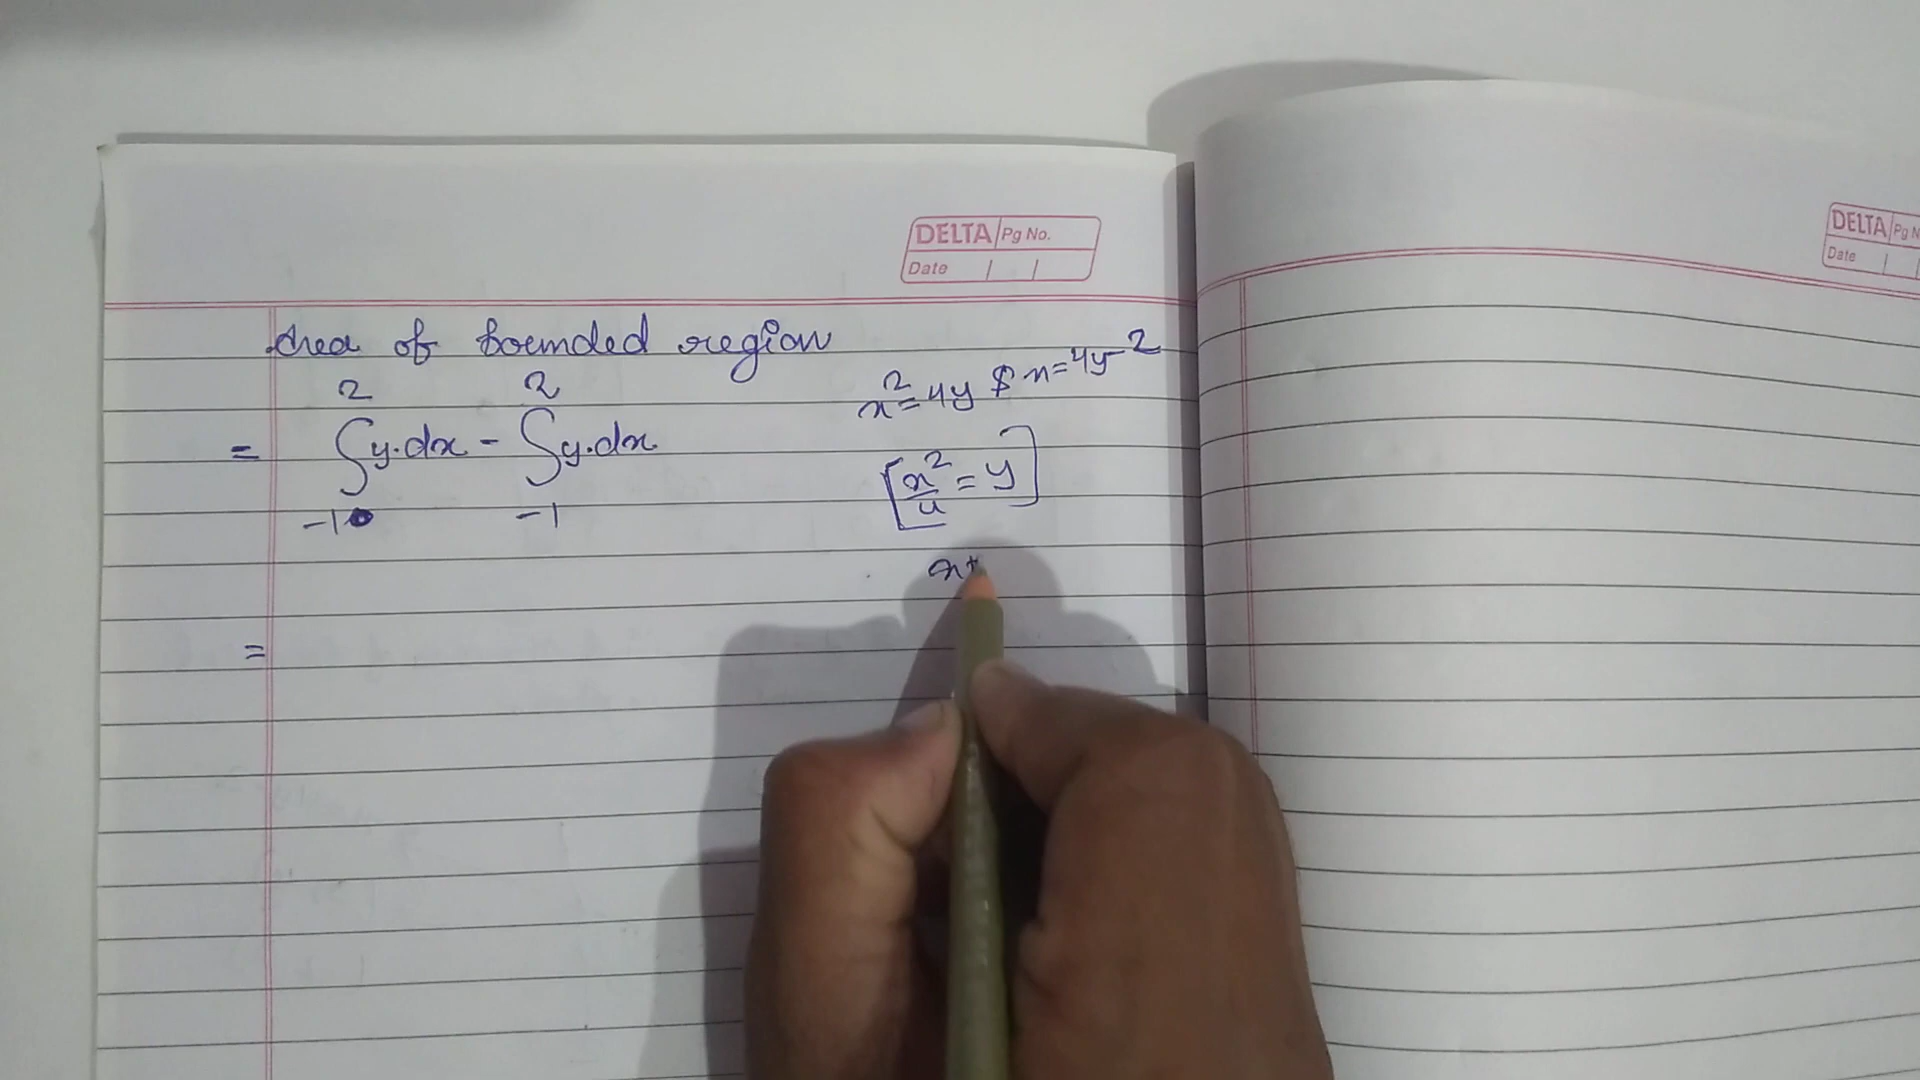 DELTA Pg No.
Date
DELTA Pg N
Date
Area of bounded region
= ∫_{-1}^{2} y.dx - ∫_{-1}^{2} y.dx
x² = 4y $ x = 4y - 2
[x²/4 = y]
x+
=